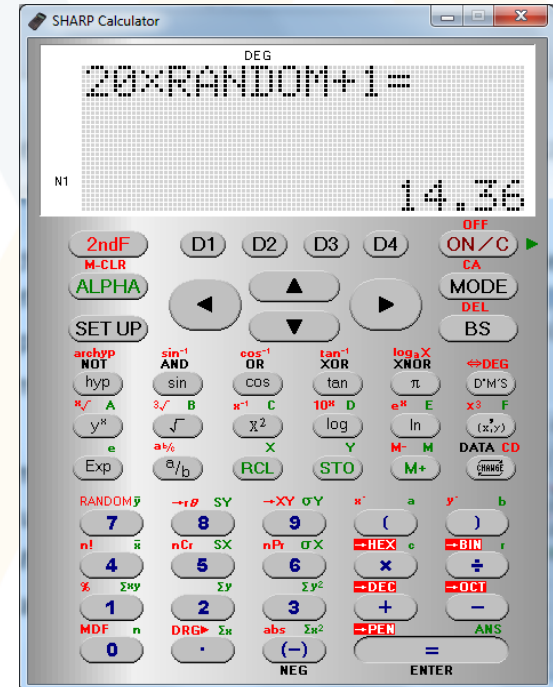 SHARP Calculator
DEG
20×RANDOM+1=
N1
14.36
OFF
2ndF D1 D2 D3 D4 ON/C
M-CLR CA
ALPHA MODE
DEL
SET UP BS
archyp sin⁻¹ cos⁻¹ tan⁻¹ log₂X
NOT AND OR XOR XNOR ⇔DEG
hyp sin cos tan π D°M'S
ˣ√ A ³√ B x⁻¹ C 10ˣ D eˣ E x³ F
yˣ √ X² log ln (x,y)
e aᵇ/c X Y M- M DATA CD
Exp a/b RCL STO M+ CHANGE
RANDOM ȳ →rθ SY →XY σY x´ a y´ b
7 8 9 ( )
n! x̄ nCr SX nPr σX →HEX c →BIN r
4 5 6 × ÷
% Σxy Σy Σy² →DEC →OCT
1 2 3 + −
MDF n DRG▶ Σx abs Σx² →PEN ANS
0 · (−) =
NEG ENTER